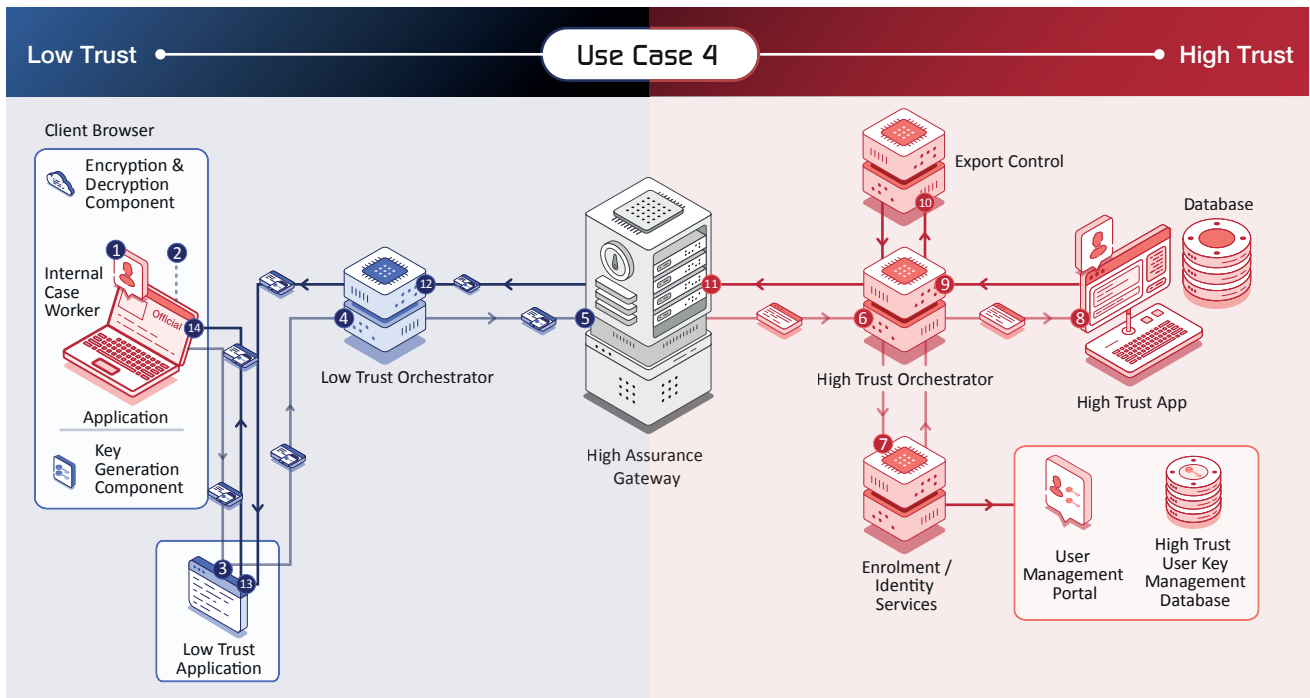 Low Trust
Use Case 4
High Trust
Client Browser
Encryption &
Decryption
Component
1
2
Internal
Case
Worker
Official
14
Application
Key
Generation
Component
3
13
Low Trust
Application
4
12
Low Trust Orchestrator
5
11
High Assurance
Gateway
Export Control
10
6
9
High Trust Orchestrator
7
Enrolment /
Identity
Services
8
High Trust App
Database
User
Management
Portal
High Trust
User Key
Management
Database